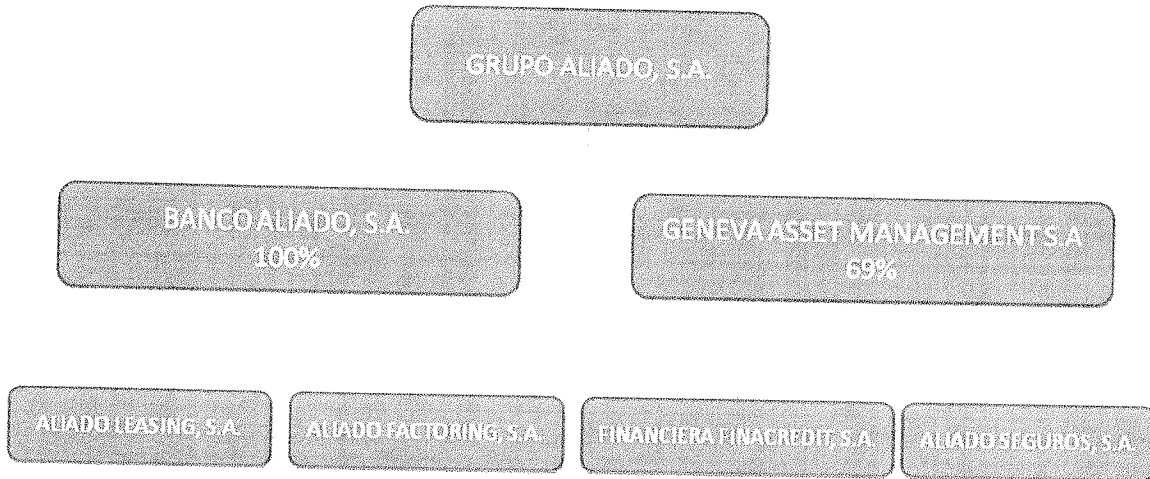 GRUPO ALIADO, S.A.
BANCO ALIADO, S.A.
100%
GENEVA ASSET MANAGEMENT S.A
69%
ALIADO LEASING, S.A.
ALIADO FACTORING, S.A.
FINANCIERA FINACREDIT, S.A.
ALIADO SEGUROS, S.A.